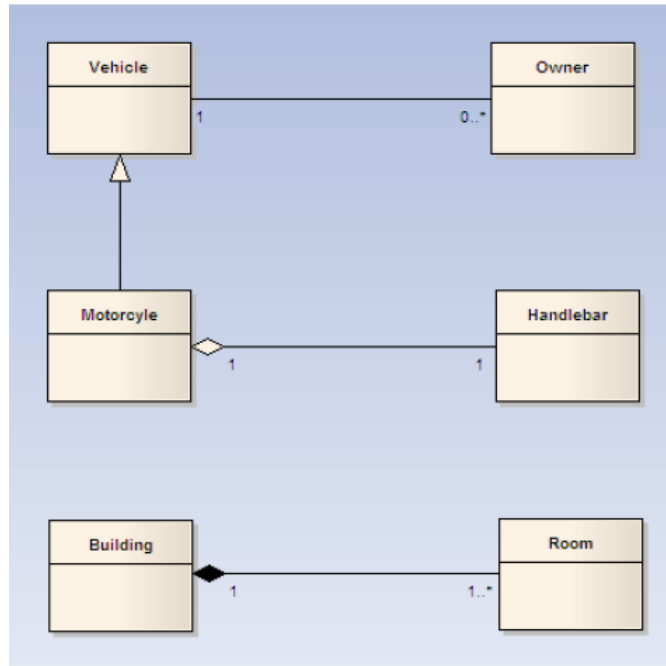 Vehicle
Owner
1
0..*
Motorcyle
Handlebar
1
1
Building
Room
1
1..*